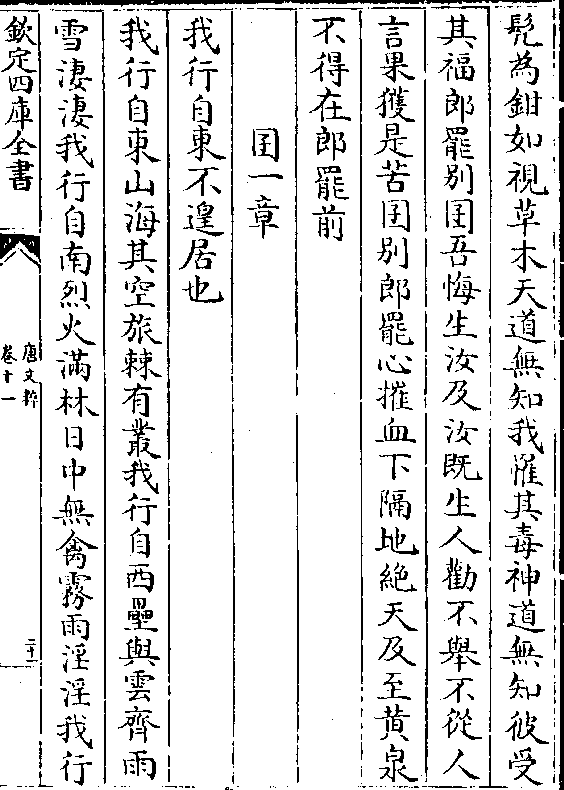 髠為鉗如視草木天道無知我罹其毒神道無知彼受
其福郎罷别囝吾悔生汝及汝既生人勸不舉不從人
言果獲是苦囝别郎罷心摧血下隔地絶天及至黄泉
不得在郎罷前
囝一章
我行自東不遑居也
我行自東山海其空旅棘有叢我行自西壘與雲齊雨
雪淒淒我行自南烈火滿林日中無禽霧雨淫淫我行
欽定四庫全書
唐文粹
卷十一
二十一